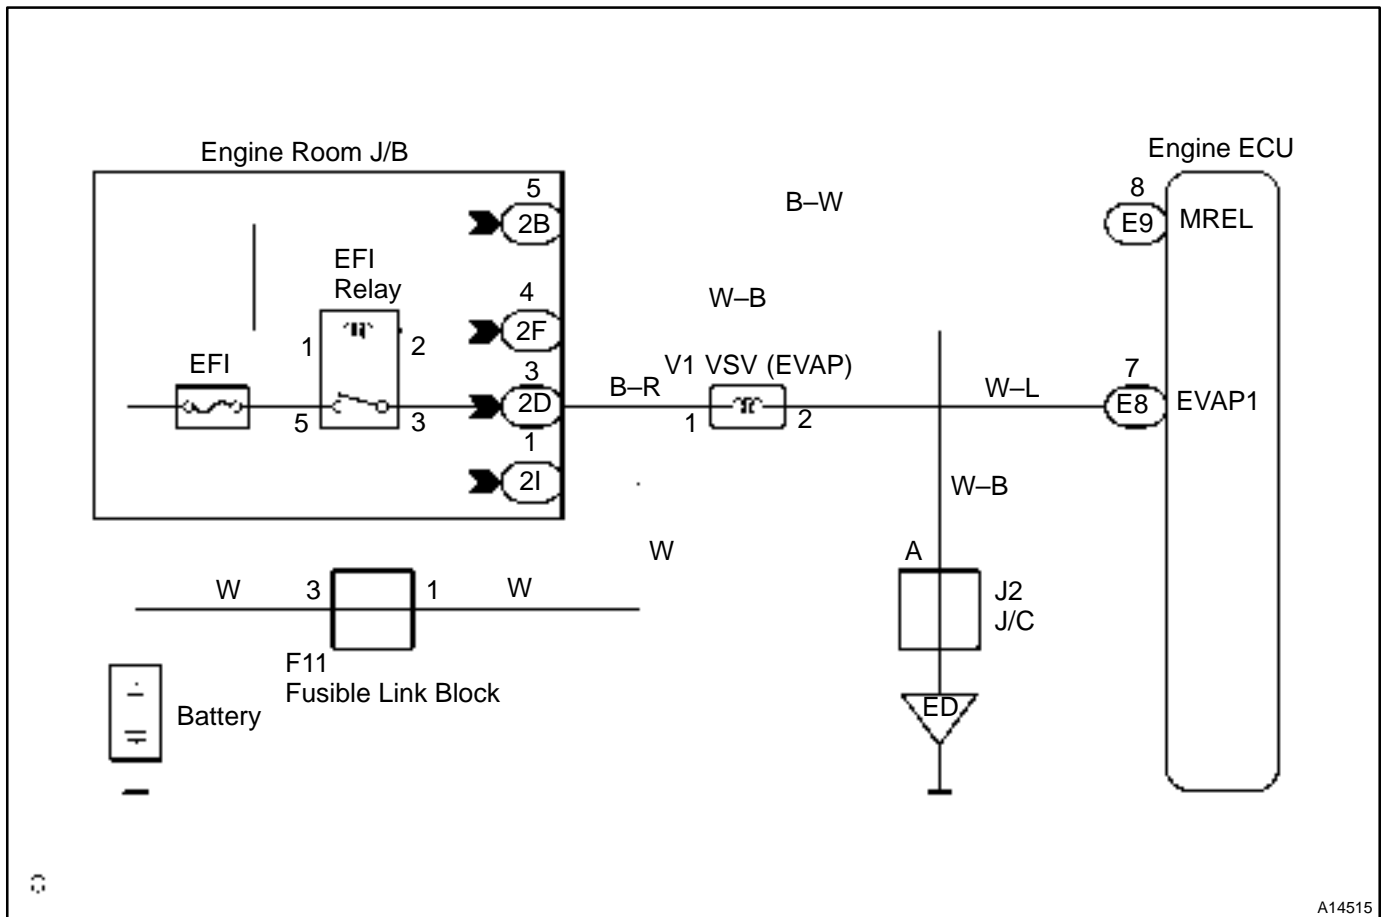 Engine Room J/B
Engine ECU
5
2B
B–W
8
E9
MREL
EFI
Relay
4
2F
W–B
1
2
EFI
3
2D
B–R
V1 VSV (EVAP)
1
2
W–L
7
E8
EVAP1
5
3
1
2I
W–B
W
A
W
3
1
W
J2
J/C
F11
Fusible Link Block
Battery
ED
A14515